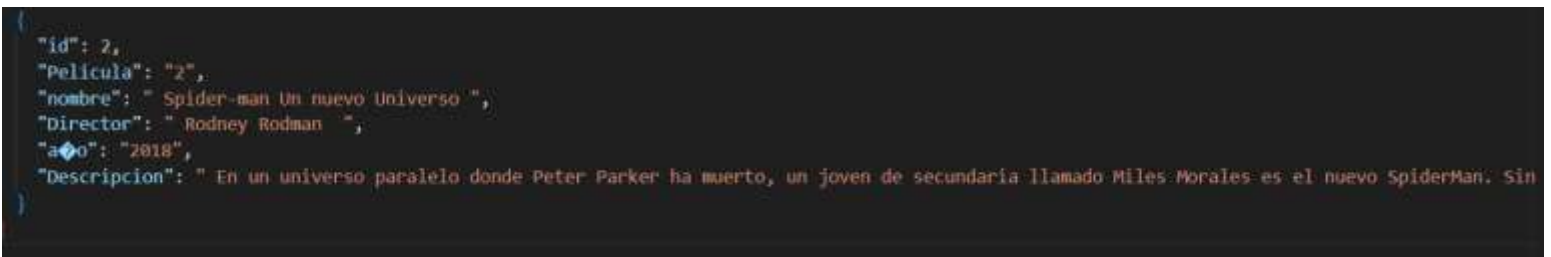 {
"id": 2,
"Pelicula": "2",
"nombre": " Spider-man Un nuevo Universo ",
"Director": " Rodney Rodman  ",
"a�o": "2018",
"Descripcion": " En un universo paralelo donde Peter Parker ha muerto, un joven de secundaria llamado Miles Morales es el nuevo SpiderMan. Sin
}